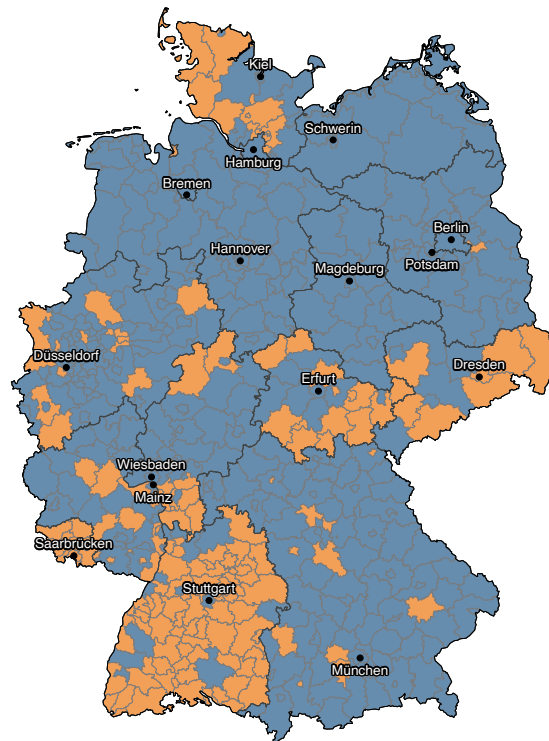 Kiel
Schwerin
Hamburg
Bremen
Berlin
Hannover
Potsdam
Magdeburg
Düsseldorf
Dresden
Erfurt
Wiesbaden
Mainz
Saarbrücken
Stuttgart
München